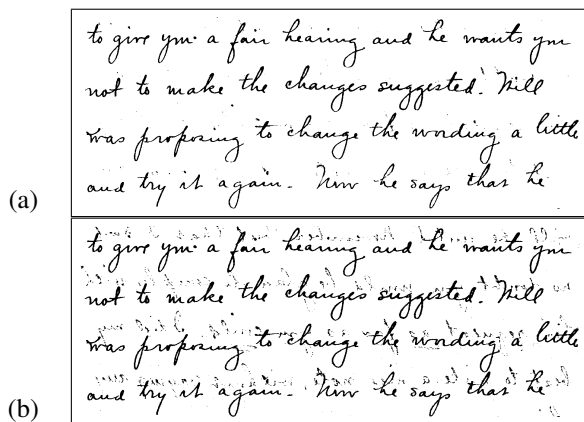 to give you a fair hearing and he wants you
not to make the changes suggested. Will
was proposing to change the wording a little
and try it again. Now he says that he
(a)
to give you a fair hearing and he wants you
not to make the changes suggested. Will
was proposing to change the wording a little
and try it again. Now he says that he
(b)